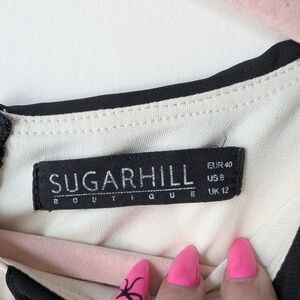 SUGARHILL
BOUTIQUE
EUR 40
US 8
UK 12